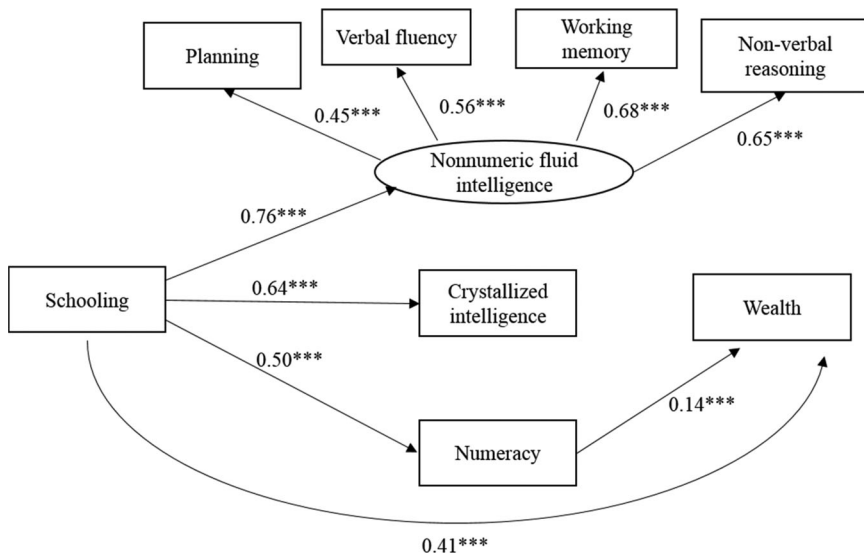 Planning
Verbal fluency
Working
memory
Non-verbal
reasoning
0.45***
0.56***
0.68***
0.65***
Nonnumeric fluid
intelligence
0.76***
Schooling
0.64***
Crystallized
intelligence
Wealth
0.50***
0.14***
Numeracy
0.41***